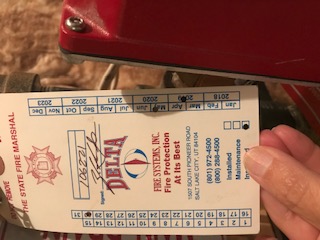 THE STATE FIRE MARSHAL
2018 2019 2020 2021 2022 2023
Jan Feb Mar Apr May Jun Jul Aug Sep Oct Nov Dec
DELTA
FIRE SYSTEMS, INC.
Fire Protection
At Its Best
1507 SOUTH PIONEER ROAD
SALT LAKE CITY, UT 84104
(801) 972-4500
(800) 288-4500
Installed
Maintenance
1 2 3 4 5 6 7 8 9 10 11 12 13 14 15 16
17 18 19 20 21 22 23 24 25 26 27 28 29 30 31